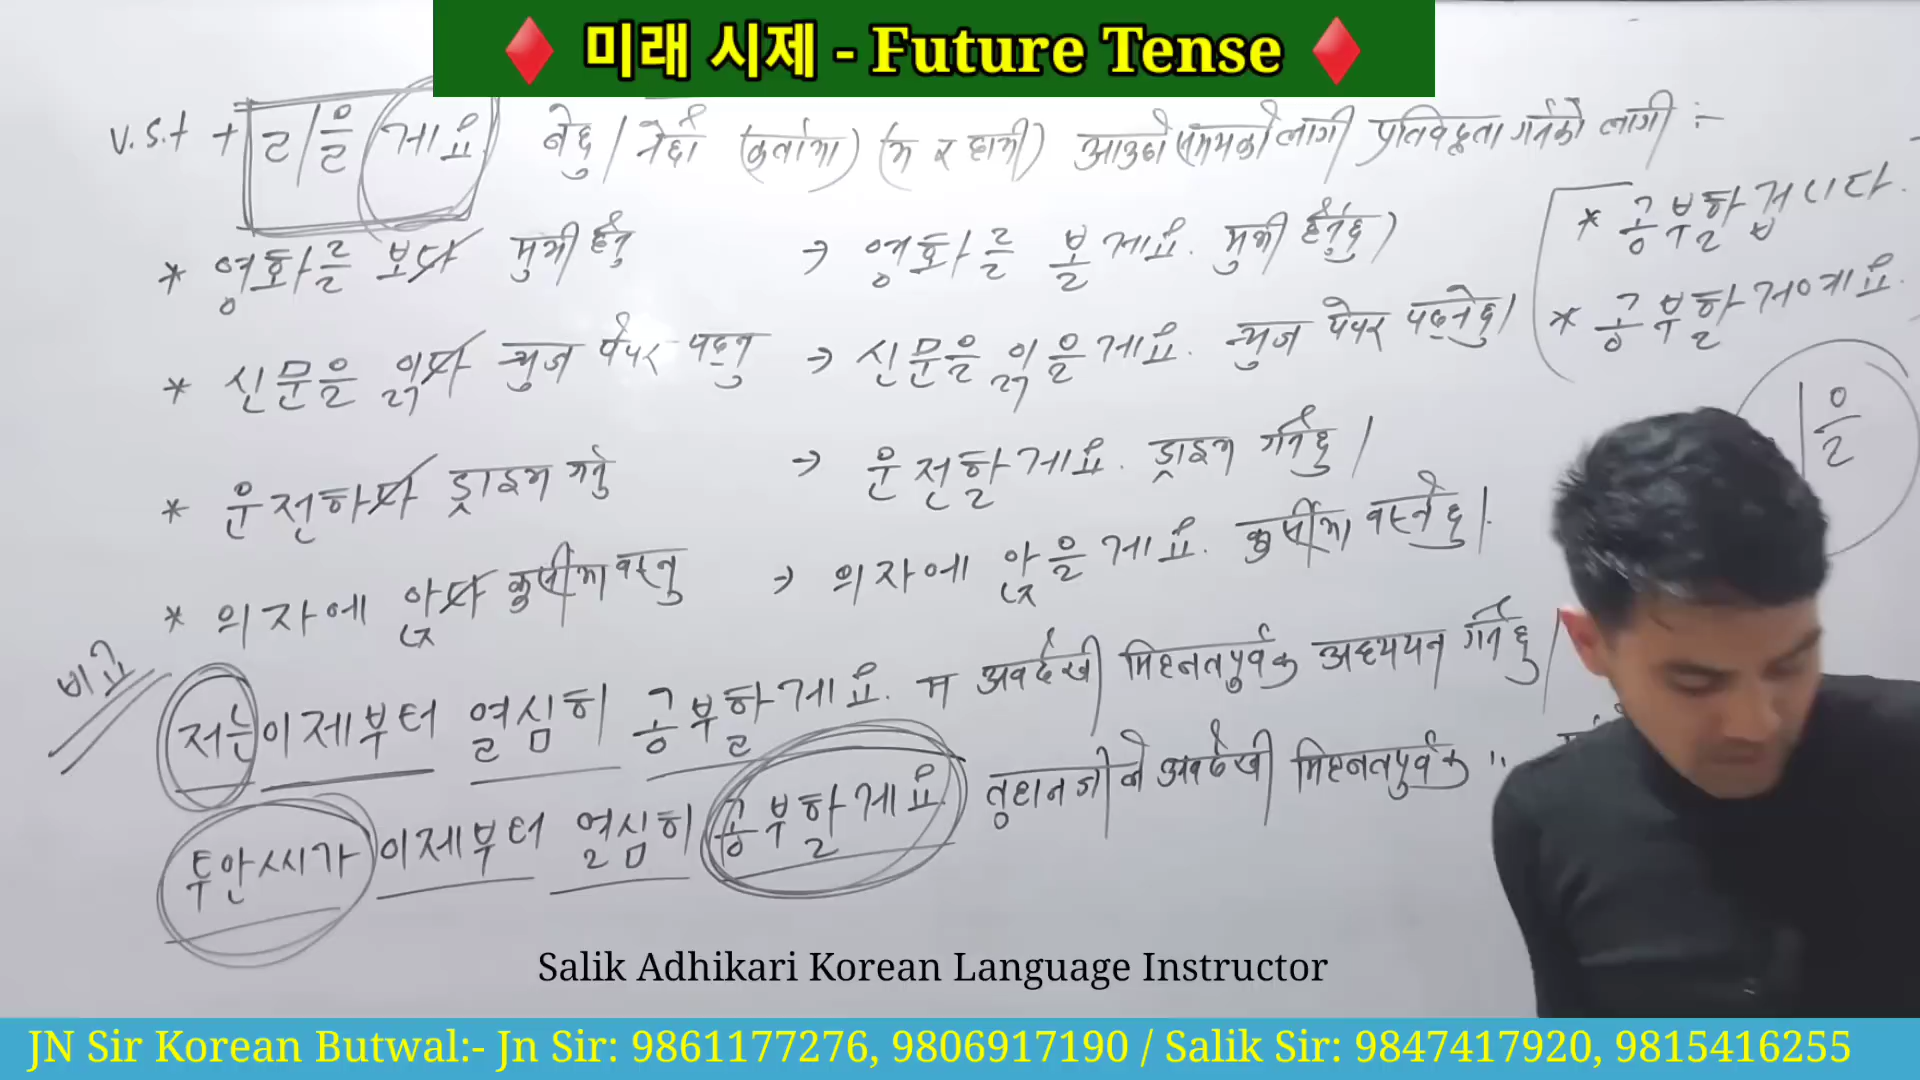 ♦ 미래 시제 - Future Tense ♦
V.st + ㄹ/을 게요 नेछु / नेछौ (कर्तामा) (म र हामी) आउदो समयको लागी प्रतिवद्धता गर्नको लागी :-
* 영화를 보다 मुभी हेर्नु → 영화를 볼게요. मुभी हेर्नेछु।
* 공부할겁니다.
* 신문을 읽다 न्युज पेपर पढ्नु → 신문을 읽을게요. न्युज पेपर पढ्नेछु।
* 공부할거예요.
/을
* 운전하다 ड्राइभ गर्नु → 운전할게요. ड्राइभ गर्नेछु।
* 의자에 앉다 कुर्सीमा बस्नु → 의자에 앉을게요. कुर्सीमा बस्नेछु।
비교
저는 이제부터 열심히 공부할게요. म अबदेखी मिहनतपुर्वक अध्ययन गर्नेछु।
투안 씨가 이제부터 열심히 공부할게요 तुहान जी ले अबदेखी मिहनतपुर्वक "
Salik Adhikari Korean Language Instructor
JN Sir Korean Butwal:- Jn Sir: 9861177276, 9806917190 / Salik Sir: 9847417920, 9815416255